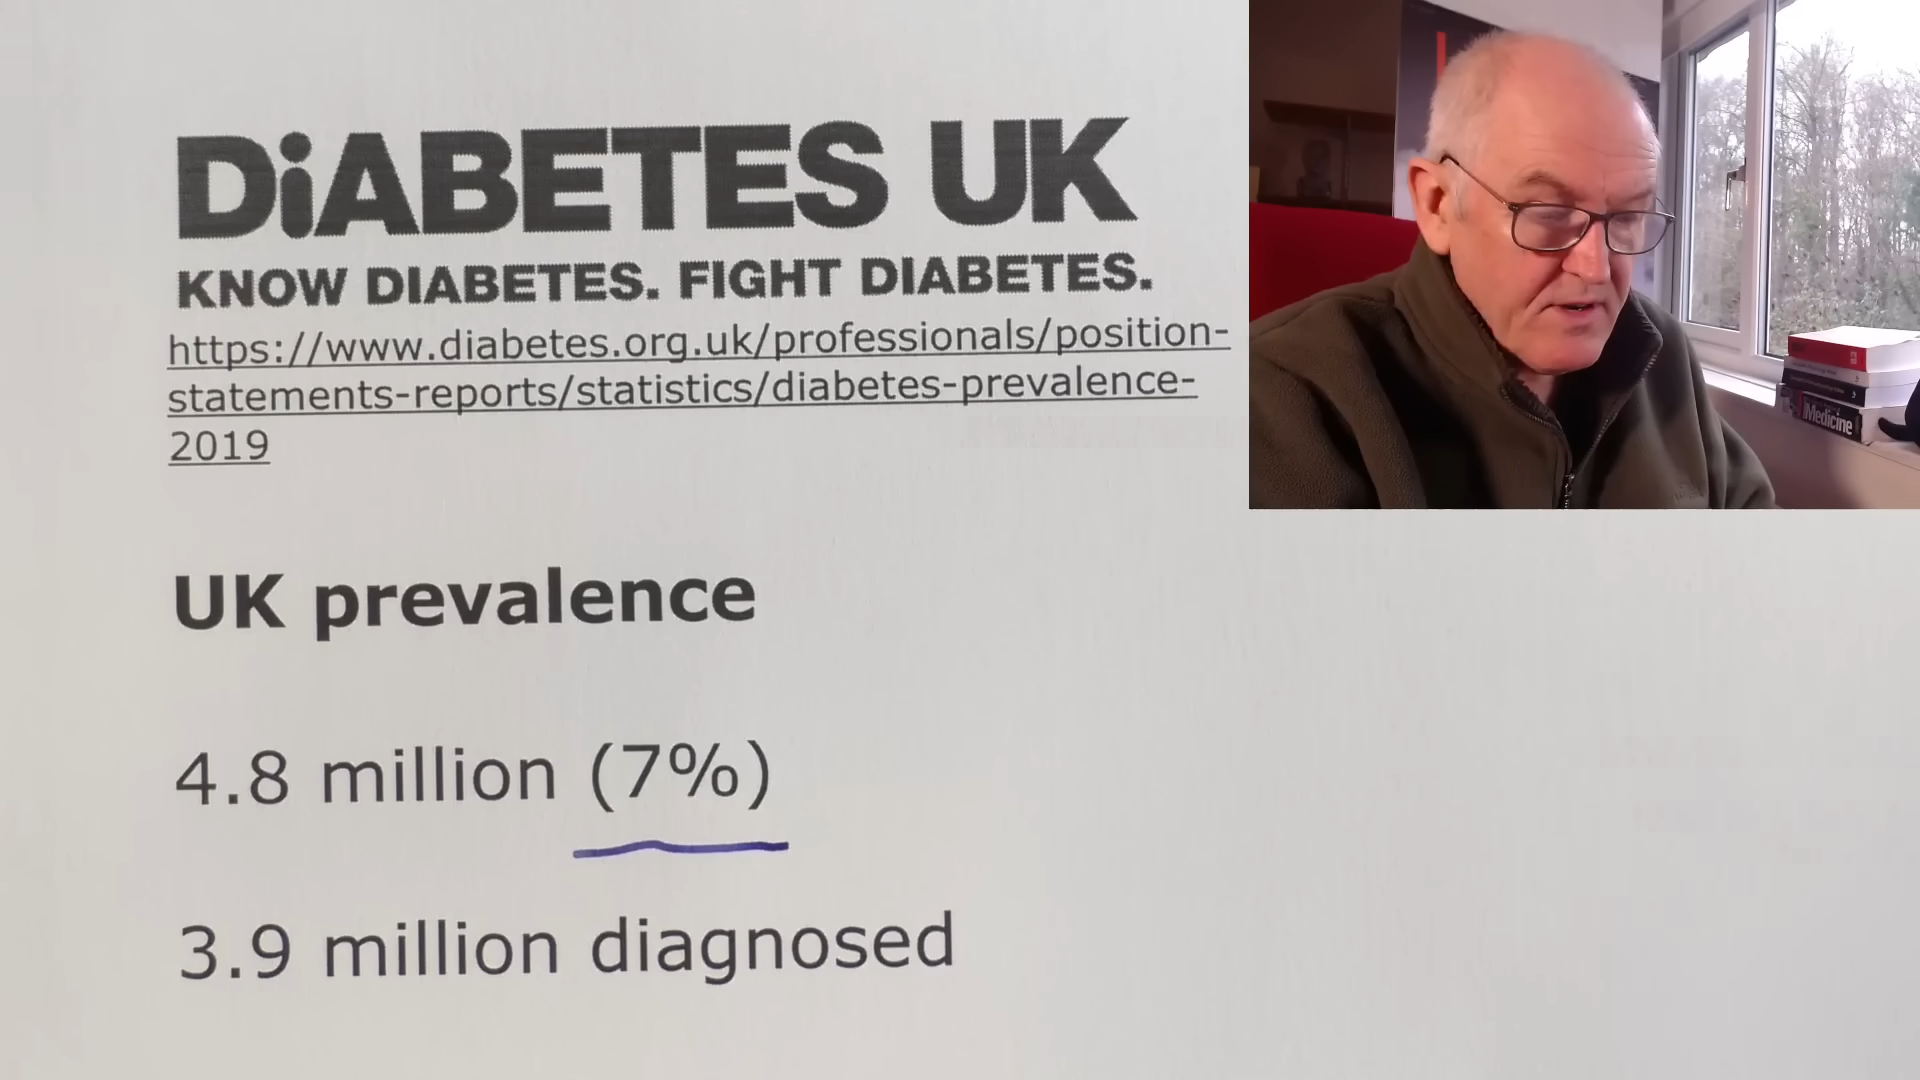 DiABETES UK
KNOW DIABETES. FIGHT DIABETES.
https://www.diabetes.org.uk/professionals/position-
statements-reports/statistics/diabetes-prevalence-
2019
UK prevalence
4.8 million (7%)
3.9 million diagnosed
Medicine